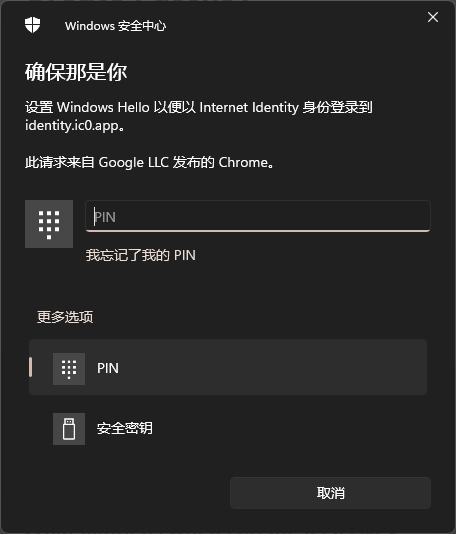 Windows 安全中心
确保那是你
设置 Windows Hello 以便以 Internet Identity 身份登录到
identity.ic0.app。
此请求来自 Google LLC 发布的 Chrome。
PIN
我忘记了我的 PIN
更多选项
PIN
安全密钥
取消